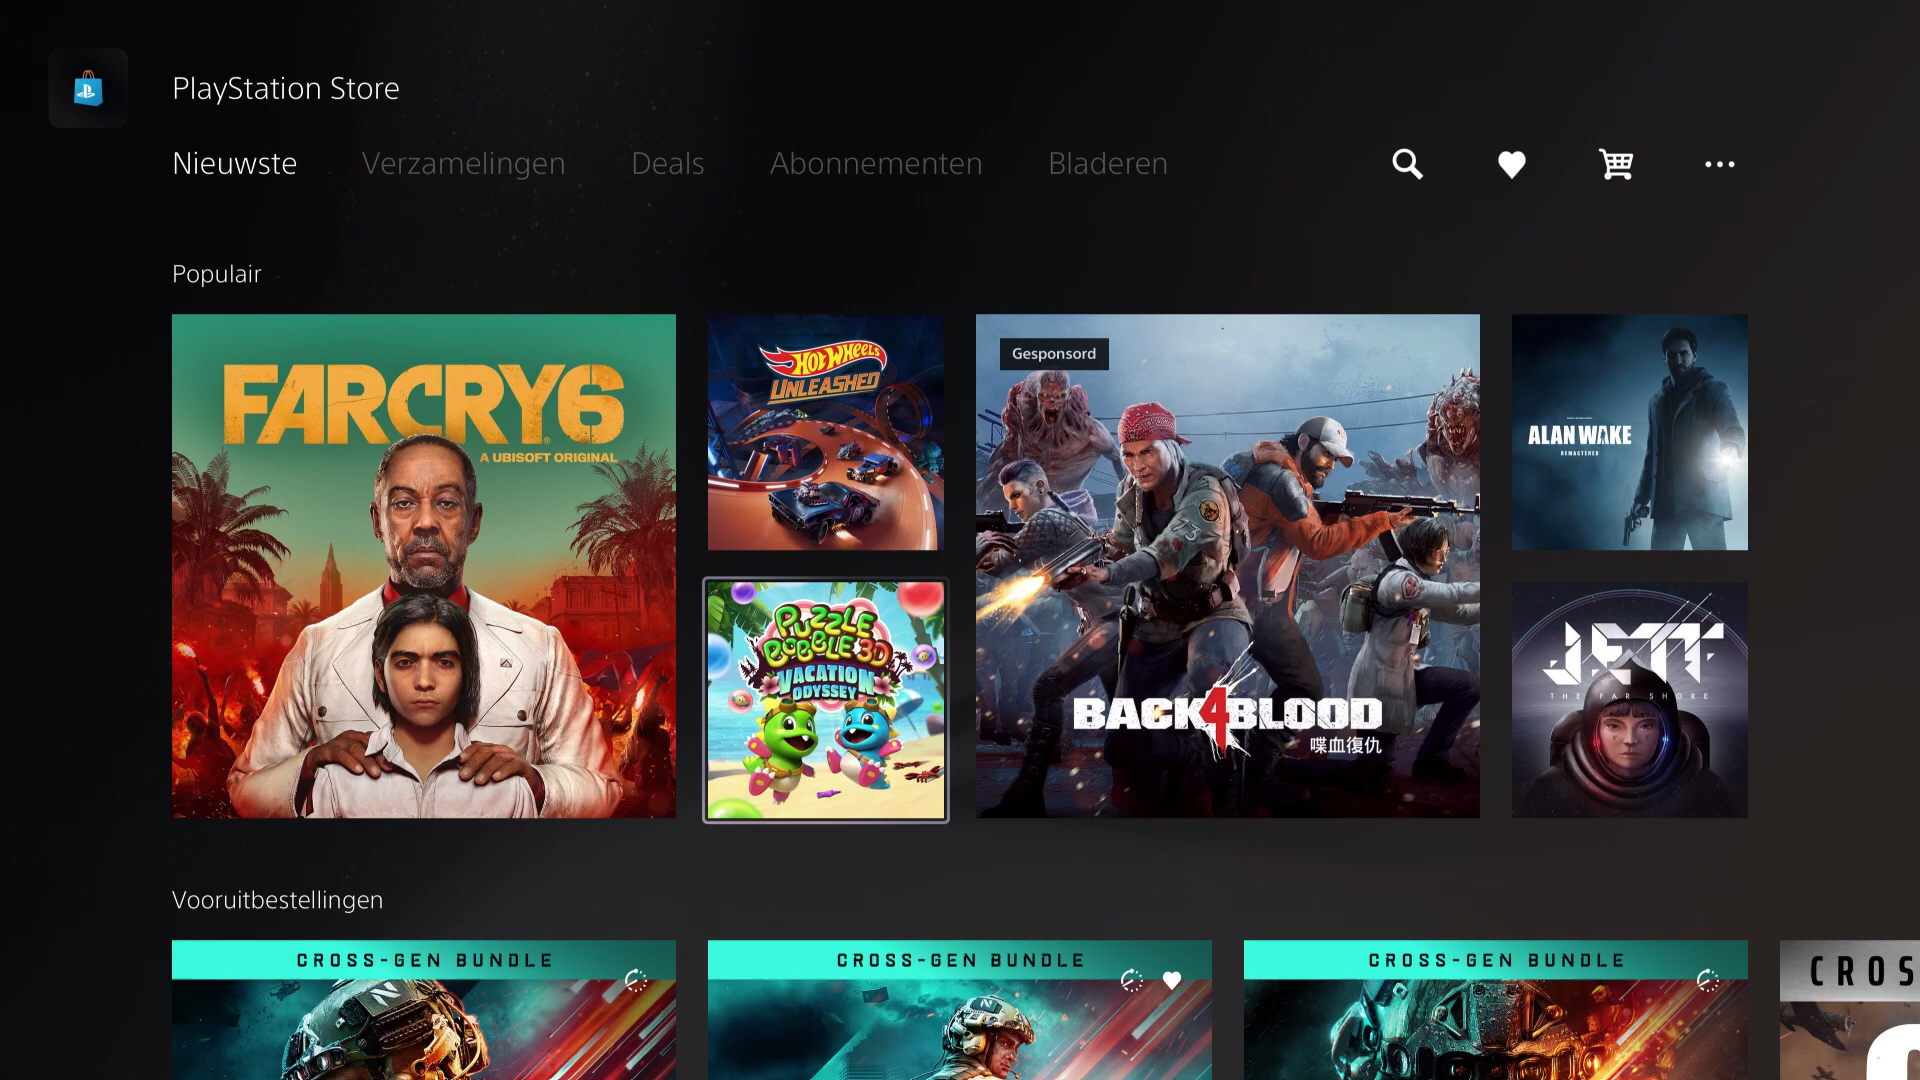 PlayStation Store
Nieuwste
Verzamelingen
Deals
Abonnementen
Bladeren
Populair
FARCRY6
A UBISOFT ORIGINAL
HOT WHEELS
UNLEASHED
Gesponsord
BACK4BLOOD
喋血復仇
ALAN WAKE
REMASTERED
PUZZLE
BOBBLE 3D
VACATION
ODYSSEY
JETT
THE FAR SHORE
Vooruitbestellingen
CROSS-GEN BUNDLE
CROSS-GEN BUNDLE
CROSS-GEN BUNDLE
CROS